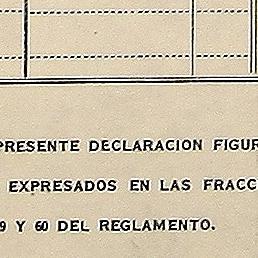 PRESENTE DECLARACION FIGUR
EXPRESADOS EN LAS FRACC
9 Y 60 DEL REGLAMENTO.